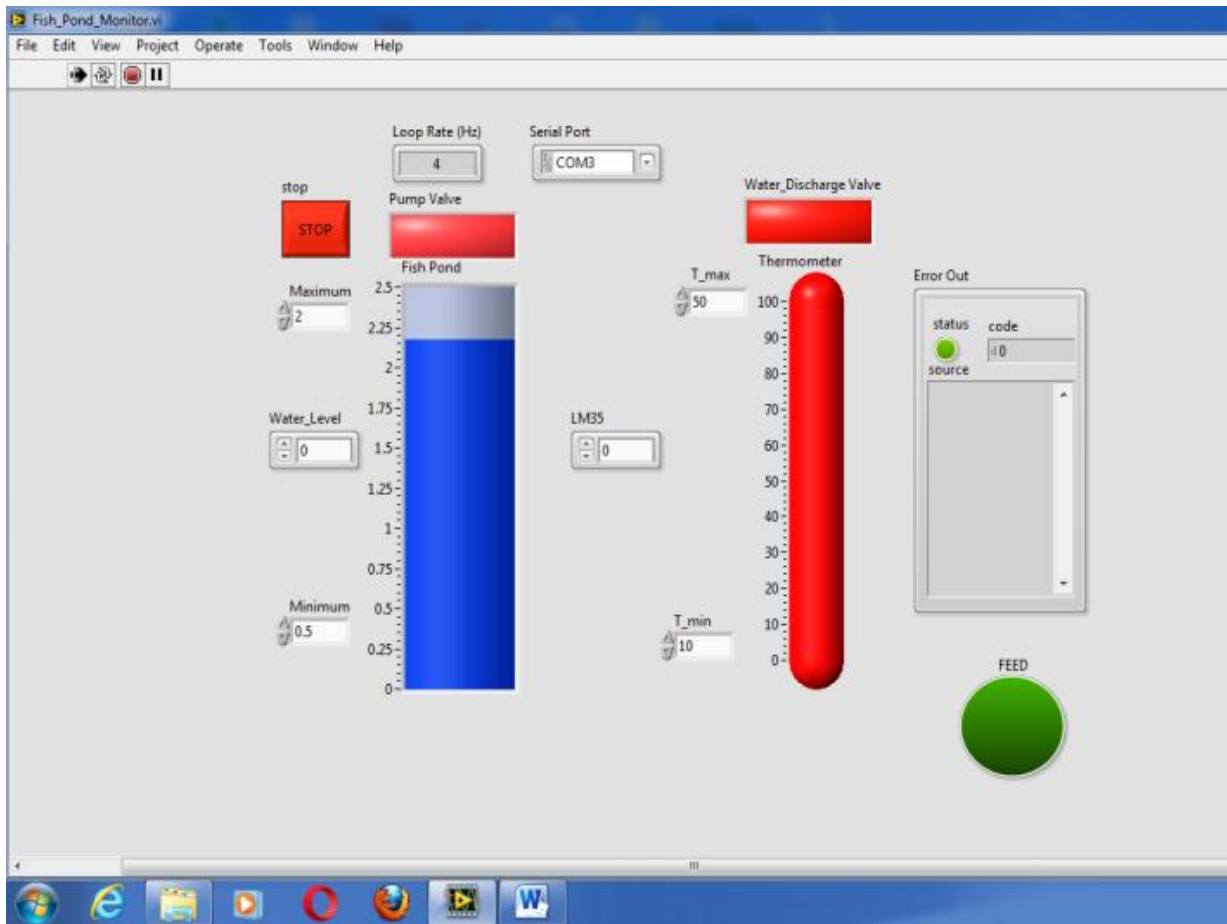 Fish_Pond_Monitor.vi
File Edit View Project Operate Tools Window Help
Loop Rate (Hz)
4
Serial Port
COM3
stop
STOP
Pump Valve
Water_Discharge Valve
Fish Pond
Maximum
2
2.5
2.25
2
1.75
1.5
1.25
1
0.75
0.5
0.25
0
Water_Level
0
Minimum
0.5
LM35
0
T_max
50
Thermometer
100
90
80
70
60
50
40
30
20
10
0
T_min
10
Error Out
status
code
d0
source
FEED
W